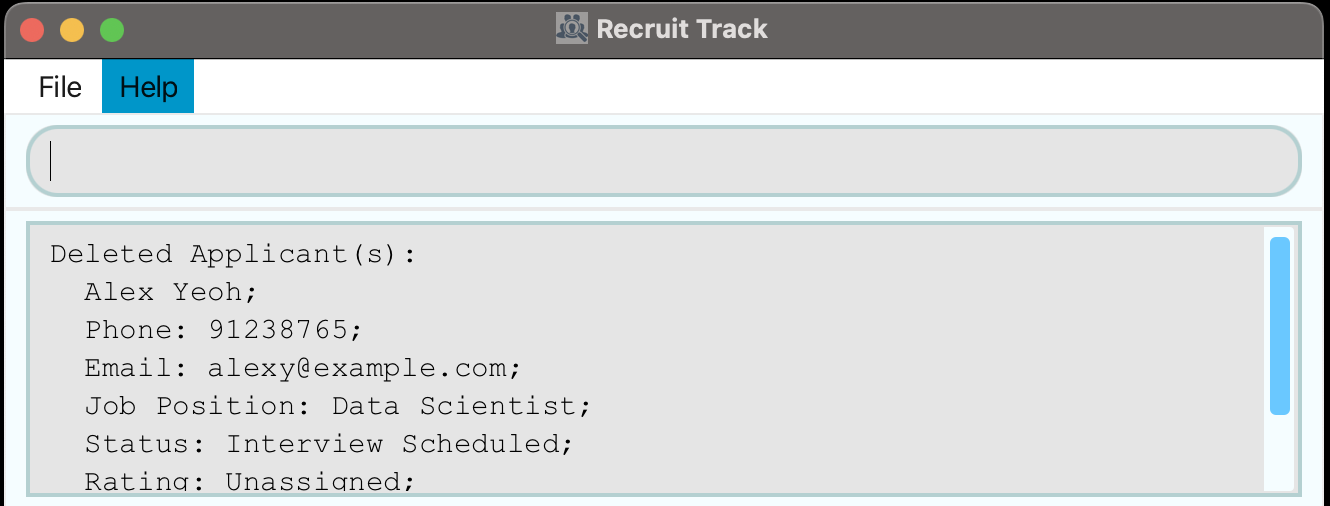 Recruit Track
File Help
Deleted Applicant(s):
Alex Yeoh;
Phone: 91238765;
Email: alexy@example.com;
Job Position: Data Scientist;
Status: Interview Scheduled;
Rating: Unassigned;